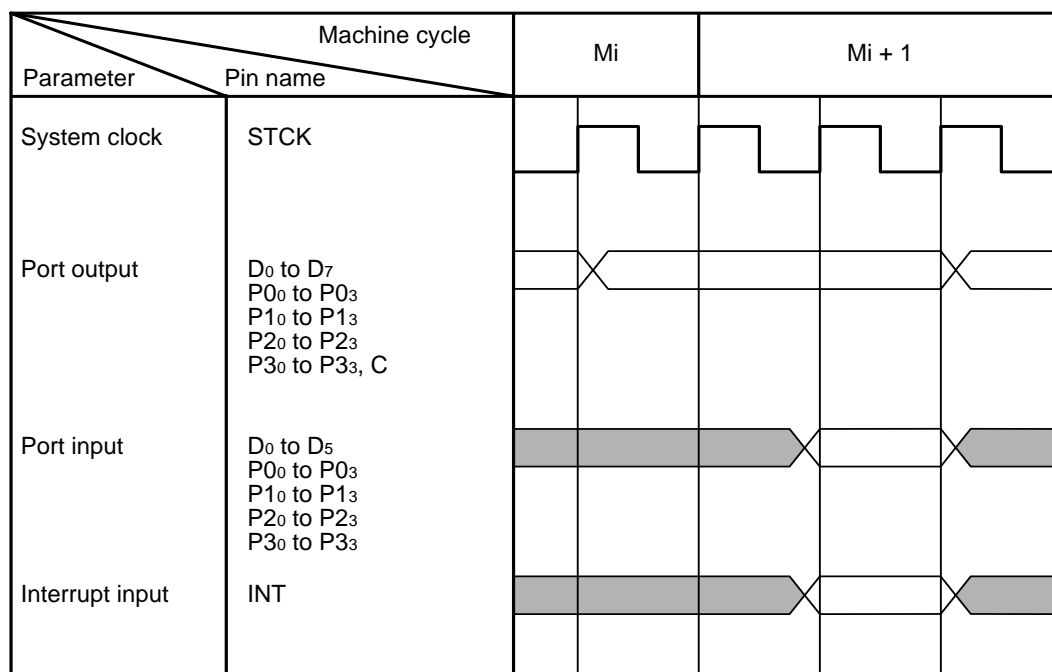 Machine cycle
Parameter
Pin name
Mi
Mi + 1
System clock
STCK
Port output
D0 to D7
P00 to P03
P10 to P13
P20 to P23
P30 to P33, C
Port input
D0 to D5
P00 to P03
P10 to P13
P20 to P23
P30 to P33
Interrupt input
INT